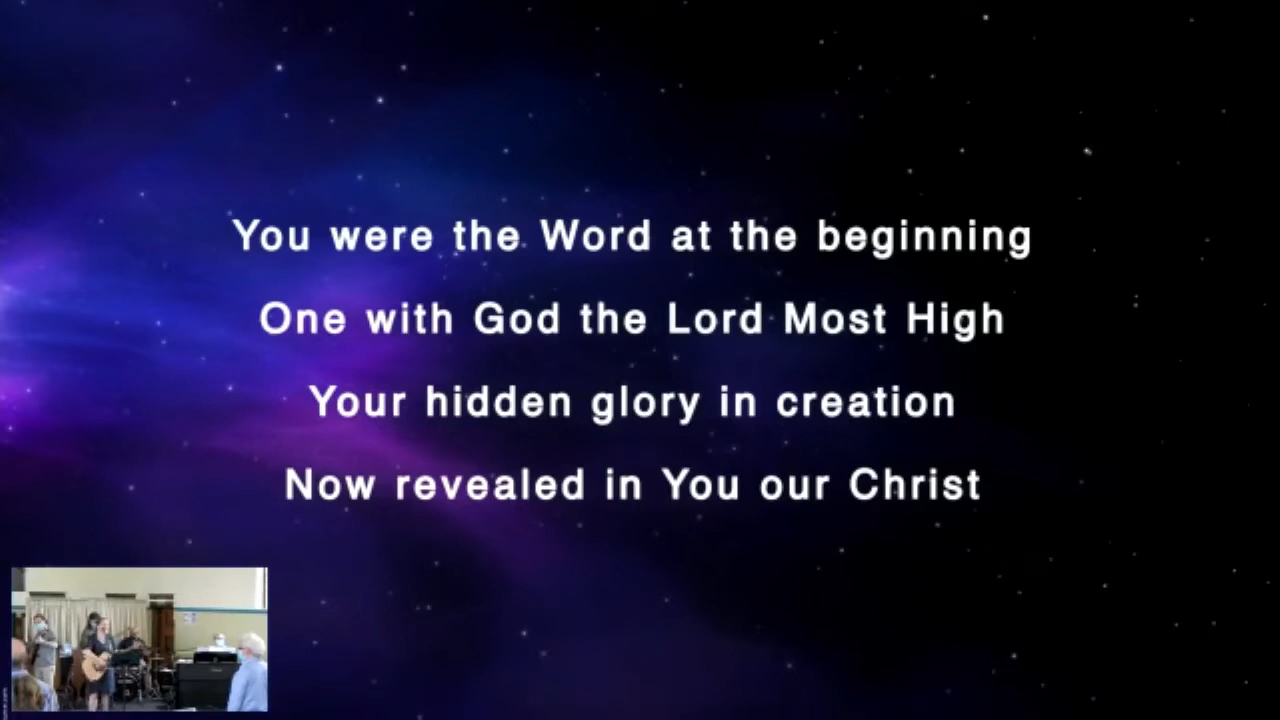 You were the Word at the beginning
One with God the Lord Most High
Your hidden glory in creation
Now revealed in You our Christ